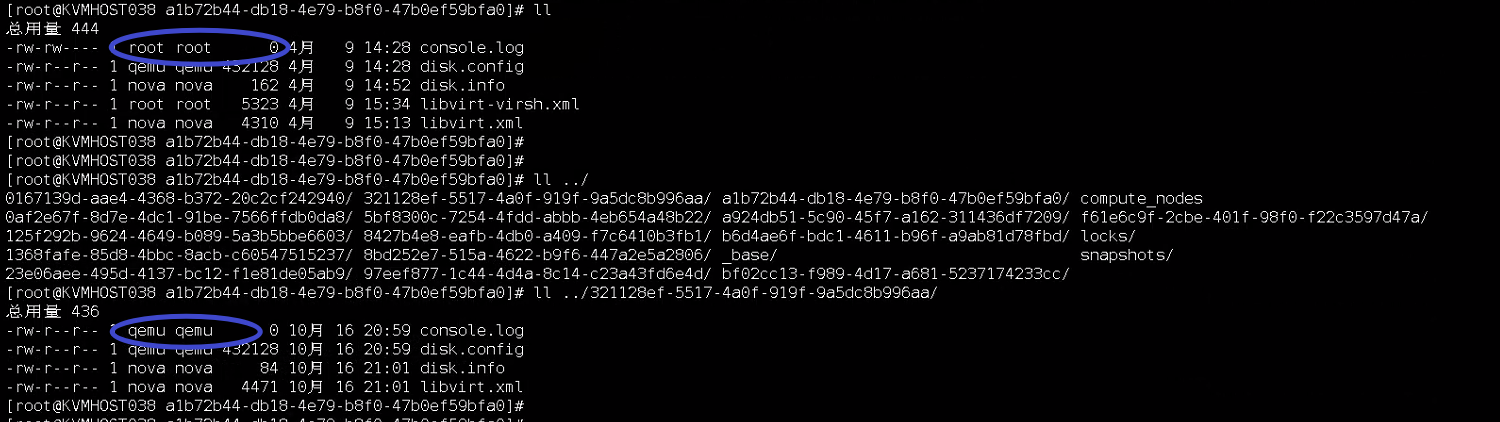 [root@KVMHOST038 a1b72b44-db18-4e79-b8f0-47b0ef59bfa0]# ll
总用量 444
-rw-rw---- root root 0 4月 9 14:28 console.log
-rw-r--r-- 1 qemu qemu 432128 4月 9 14:28 disk.config
-rw-r--r-- 1 nova nova 162 4月 9 14:52 disk.info
-rw-r--r-- 1 root root 5323 4月 9 15:34 libvirt-virsh.xml
-rw-r--r-- 1 nova nova 4310 4月 9 15:13 libvirt.xml
[root@KVMHOST038 a1b72b44-db18-4e79-b8f0-47b0ef59bfa0]#
[root@KVMHOST038 a1b72b44-db18-4e79-b8f0-47b0ef59bfa0]#
[root@KVMHOST038 a1b72b44-db18-4e79-b8f0-47b0ef59bfa0]# ll ../
0167139d-aae4-4368-b372-20c2cf242940/ 321128ef-5517-4a0f-919f-9a5dc8b996aa/ a1b72b44-db18-4e79-b8f0-47b0ef59bfa0/ compute_nodes
0af2e67f-8d7e-4dc1-91be-7566ffdb0da8/ 5bf8300c-7254-4fdd-abbb-4eb654a48b22/ a924db51-5c90-45f7-a162-311436df7209/ f61e6c9f-2cbe-401f-98f0-f22c3597d47a/
125f292b-9624-4649-b089-5a3b5bbe6603/ 8427b4e8-eafb-4db0-a409-f7c6410b3fb1/ b6d4ae6f-bdc1-4611-b96f-a9ab81d78fbd/ locks/
1368fafe-85d8-4bbc-8acb-c60547515237/ 8bd252e7-515a-4622-b9f6-447a2e5a2806/ _base/ snapshots/
23e06aee-495d-4137-bc12-f1e81de05ab9/ 97eef877-1c44-4d4a-8c14-c23a43fd6e4d/ bf02cc13-f989-4d17-a681-5237174233cc/
[root@KVMHOST038 a1b72b44-db18-4e79-b8f0-47b0ef59bfa0]# ll ../321128ef-5517-4a0f-919f-9a5dc8b996aa/
总用量 436
-rw-r--r-- qemu qemu 0 10月 16 20:59 console.log
-rw-r--r-- 1 qemu qemu 432128 10月 16 20:59 disk.config
-rw-r--r-- 1 nova nova 84 10月 16 21:01 disk.info
-rw-r--r-- 1 nova nova 4471 10月 16 21:01 libvirt.xml
[root@KVMHOST038 a1b72b44-db18-4e79-b8f0-47b0ef59bfa0]#